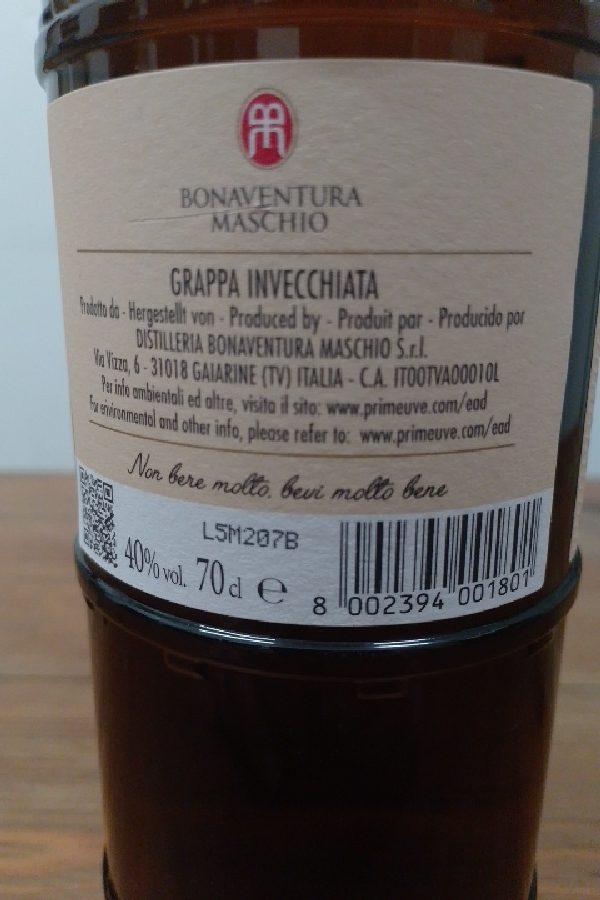 BONAVENTURA
MASCHIO
GRAPPA INVECCHIATA
Prodotto da - Hergestellt von - Produced by - Produit par - Producido por
DISTILLERIA BONAVENTURA MASCHIO S.r.l.
Via Vizza, 6 - 31018 GAIARINE (TV) ITALIA - C.A. IT00TVA00010L
Per info ambientali ed altre, visita il sito: www.primeuve.com/ead
For environmental and other info, please refer to: www.primeuve.com/ead
Non bere molto, bevi molto bene
L5M207B
40% vol. 70 cl e
8 002394 001801